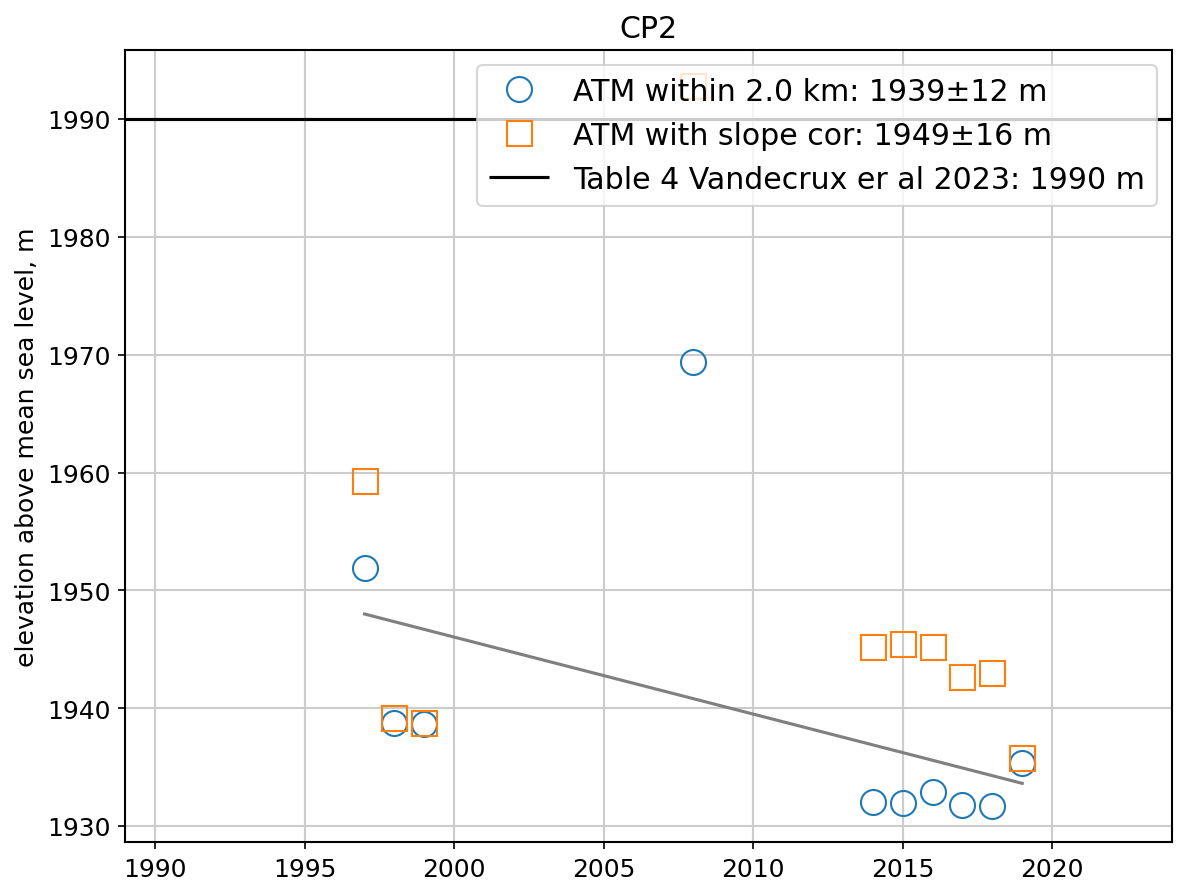 CP2
ATM within 2.0 km: 1939±12 m
ATM with slope cor: 1949±16 m
Table 4 Vandecrux er al 2023: 1990 m
elevation above mean sea level, m
1990
1980
1970
1960
1950
1940
1930
1990 1995 2000 2005 2010 2015 2020